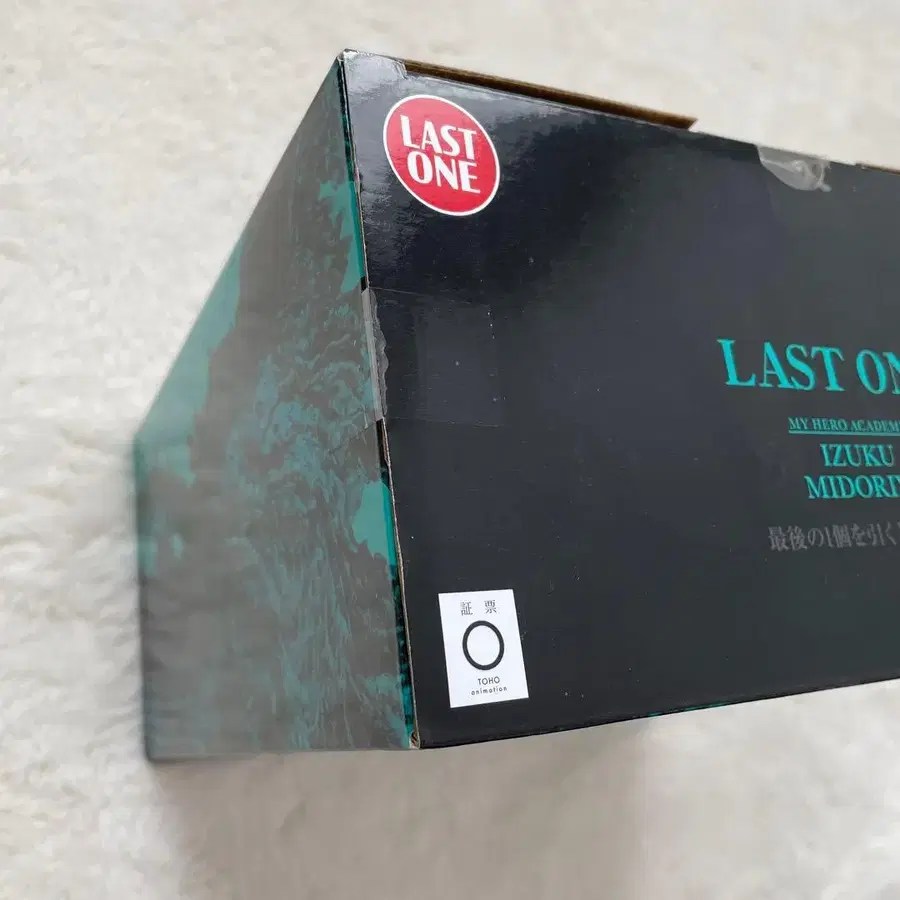 LAST
ONE
LAST ON
MY HERO ACADEM
IZUKU
MIDORIY
最後の1個を引く
証 票
TOHO
animation